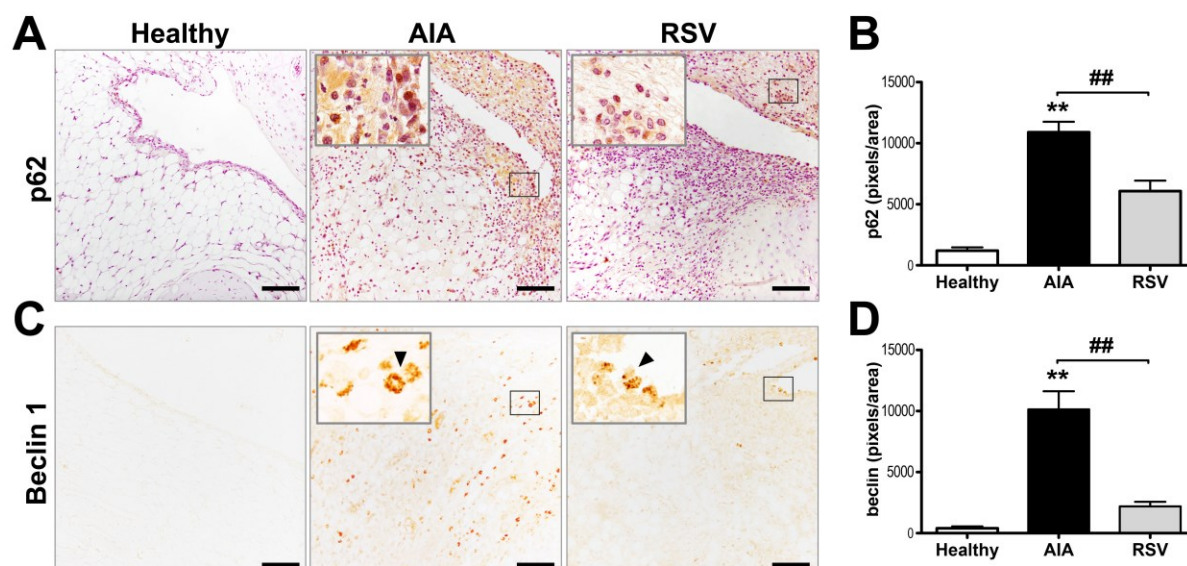 A
Healthy
AIA
RSV
p62
B
p62 (pixels/area)
15000
10000
5000
0
**
##
Healthy
AIA
RSV
C
Beclin 1
D
beclin (pixels/area)
15000
10000
5000
0
**
##
Healthy
AIA
RSV